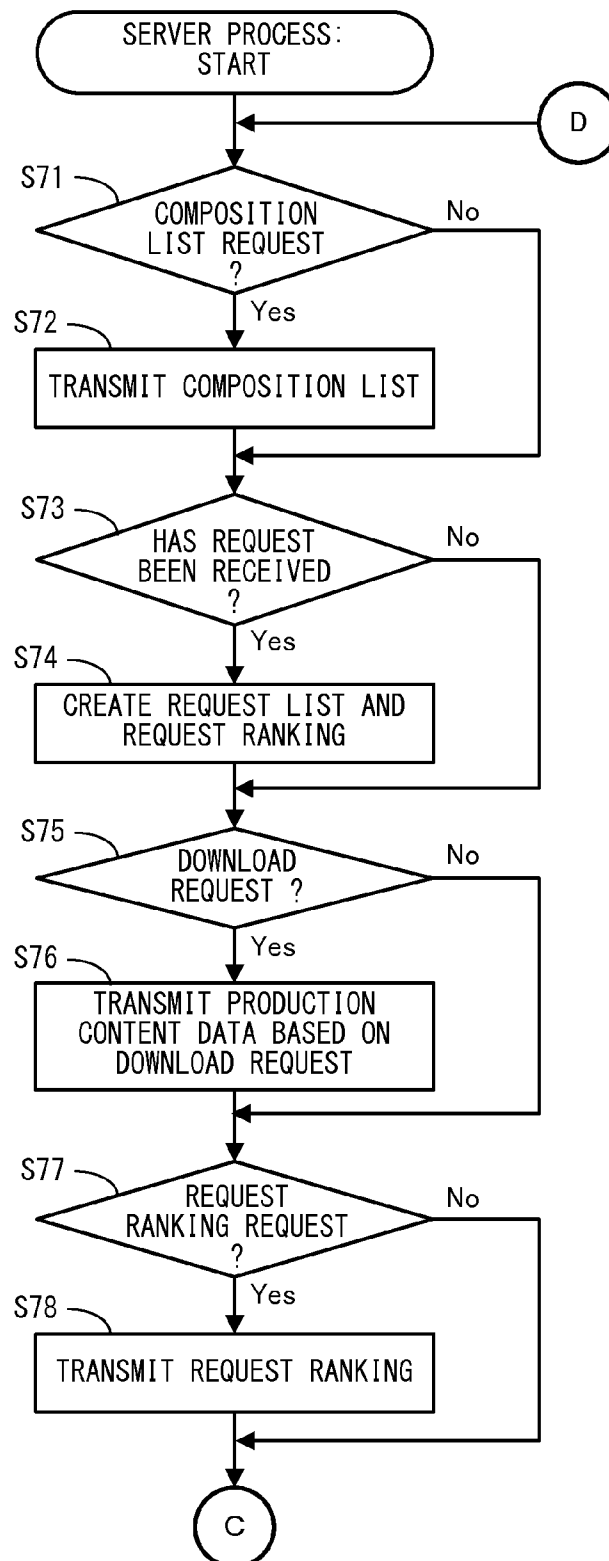 SERVER PROCESS:
START
D
S71
COMPOSITION
LIST REQUEST
?
No
Yes
S72
TRANSMIT COMPOSITION LIST
S73
HAS REQUEST
BEEN RECEIVED
?
No
Yes
S74
CREATE REQUEST LIST AND
REQUEST RANKING
S75
DOWNLOAD
REQUEST ?
No
Yes
S76
TRANSMIT PRODUCTION
CONTENT DATA BASED ON
DOWNLOAD REQUEST
S77
REQUEST
RANKING REQUEST
?
No
Yes
S78
TRANSMIT REQUEST RANKING
C